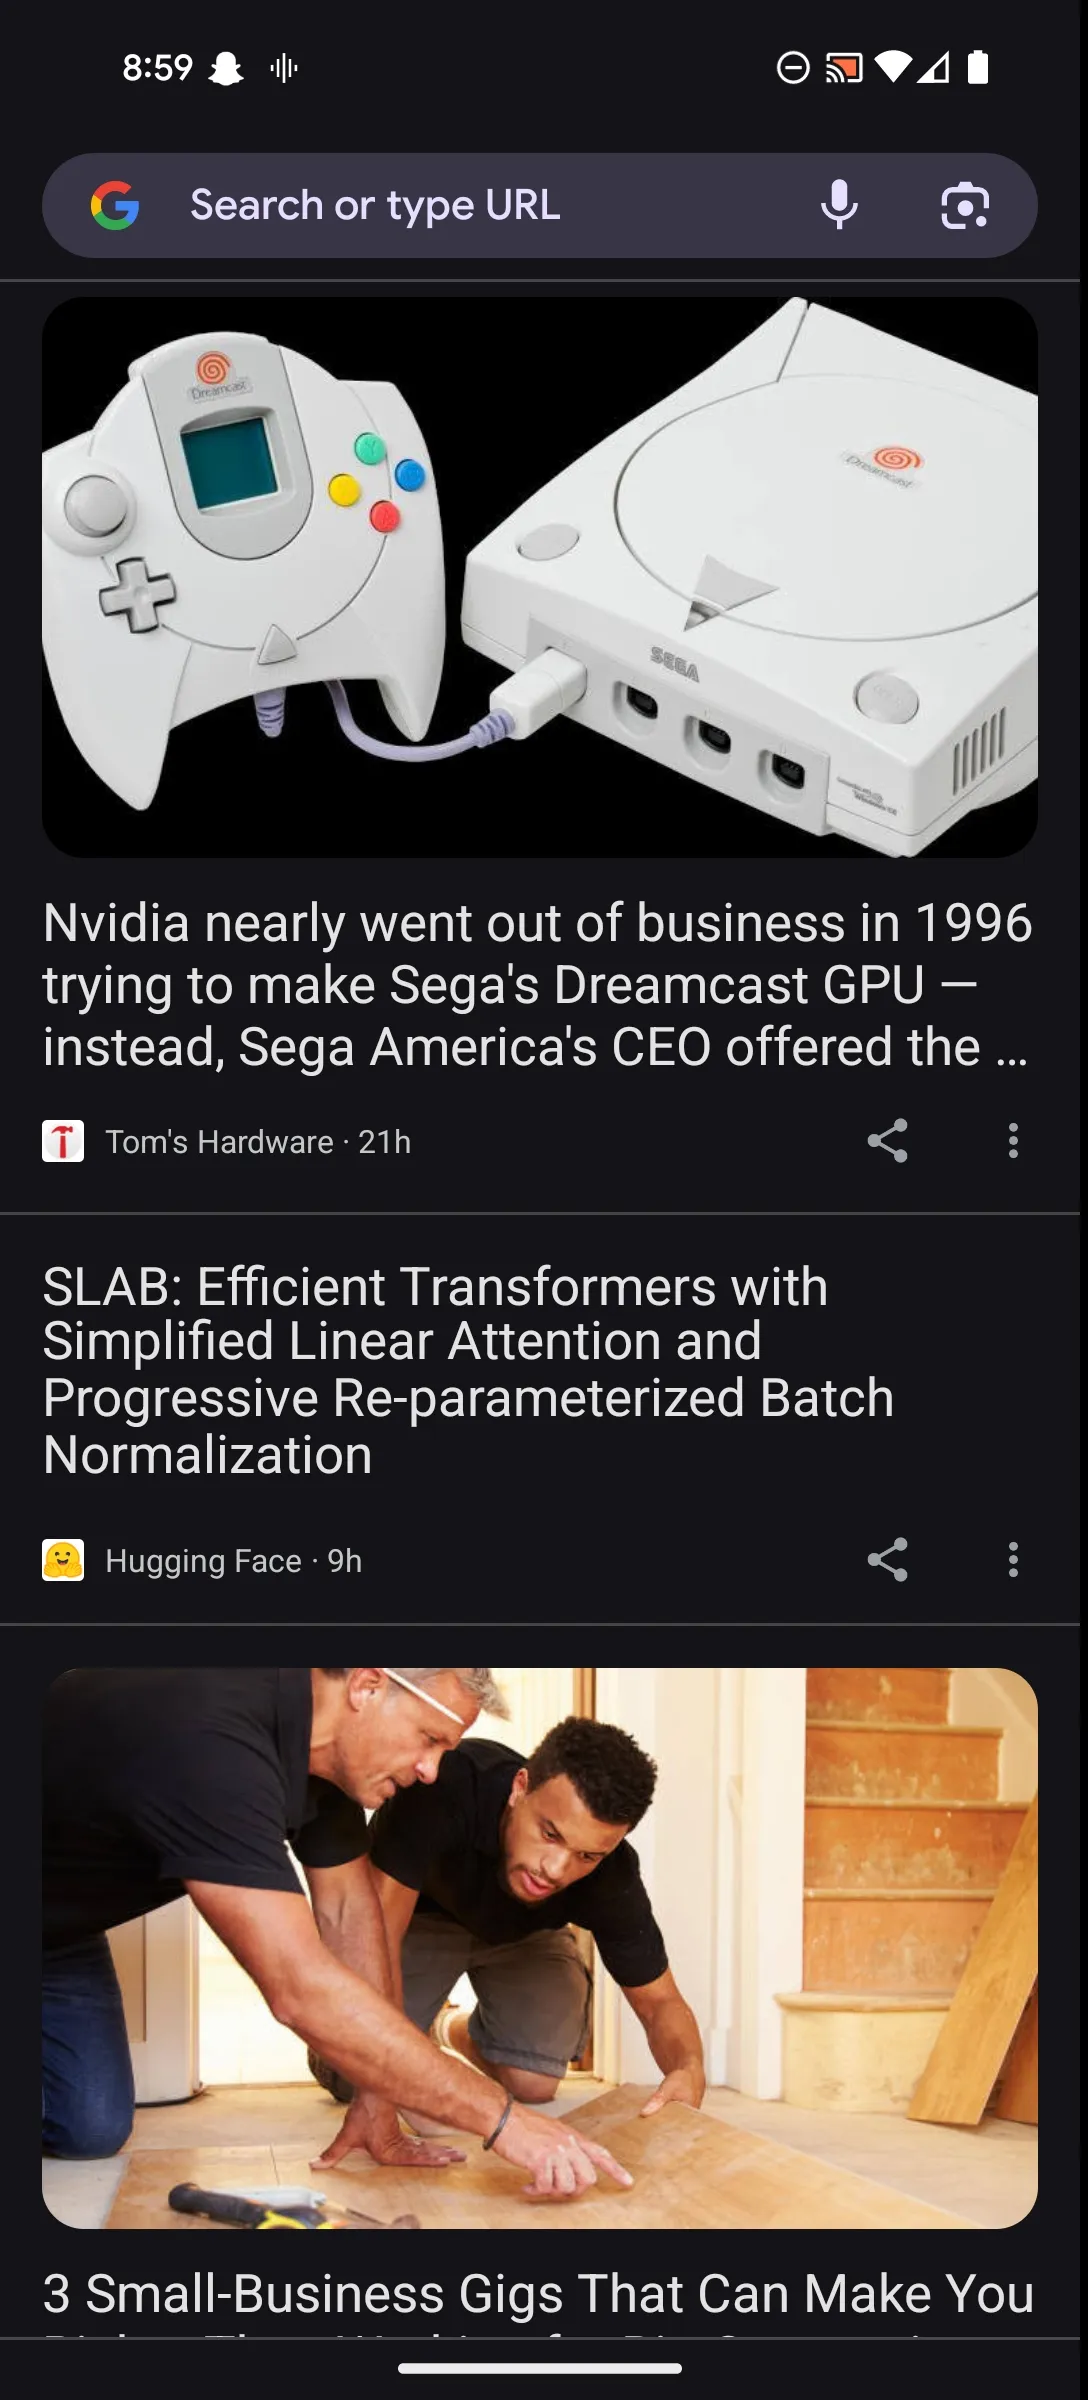 8:59
Search or type URL
Dreamcast
Dreamcast
SEGA
Nvidia nearly went out of business in 1996
trying to make Sega's Dreamcast GPU —
instead, Sega America's CEO offered the ...
Tom's Hardware · 21h
SLAB: Efficient Transformers with
Simplified Linear Attention and
Progressive Re-parameterized Batch
Normalization
Hugging Face · 9h
3 Small-Business Gigs That Can Make You